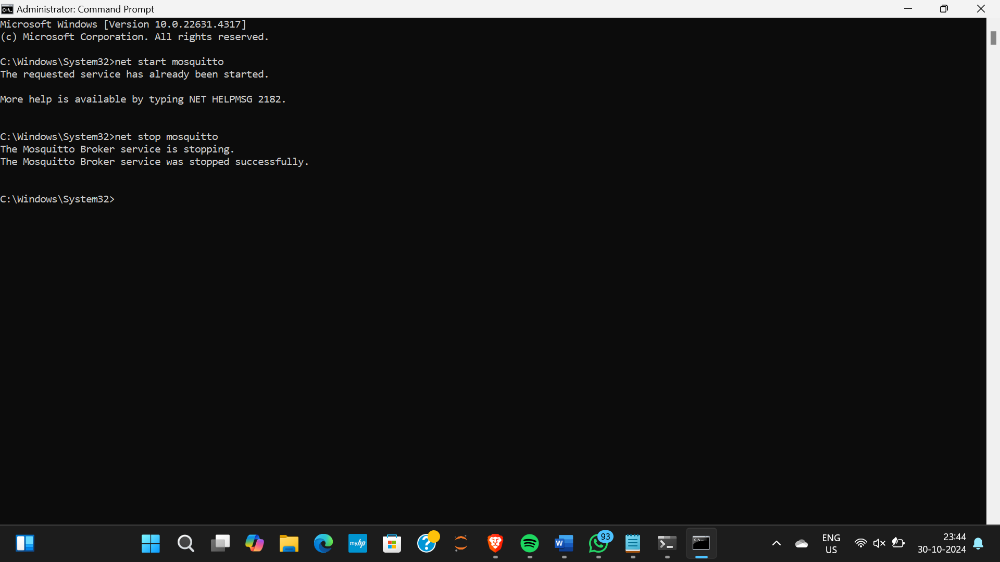 Administrator: Command Prompt
Microsoft Windows [Version 10.0.22631.4317]
(c) Microsoft Corporation. All rights reserved.
C:\Windows\System32>net start mosquitto
The requested service has already been started.
More help is available by typing NET HELPMSG 2182.
C:\Windows\System32>net stop mosquitto
The Mosquitto Broker service is stopping.
The Mosquitto Broker service was stopped successfully.
C:\Windows\System32>
myhp
W
93
ENG
US
23:44
30-10-2024